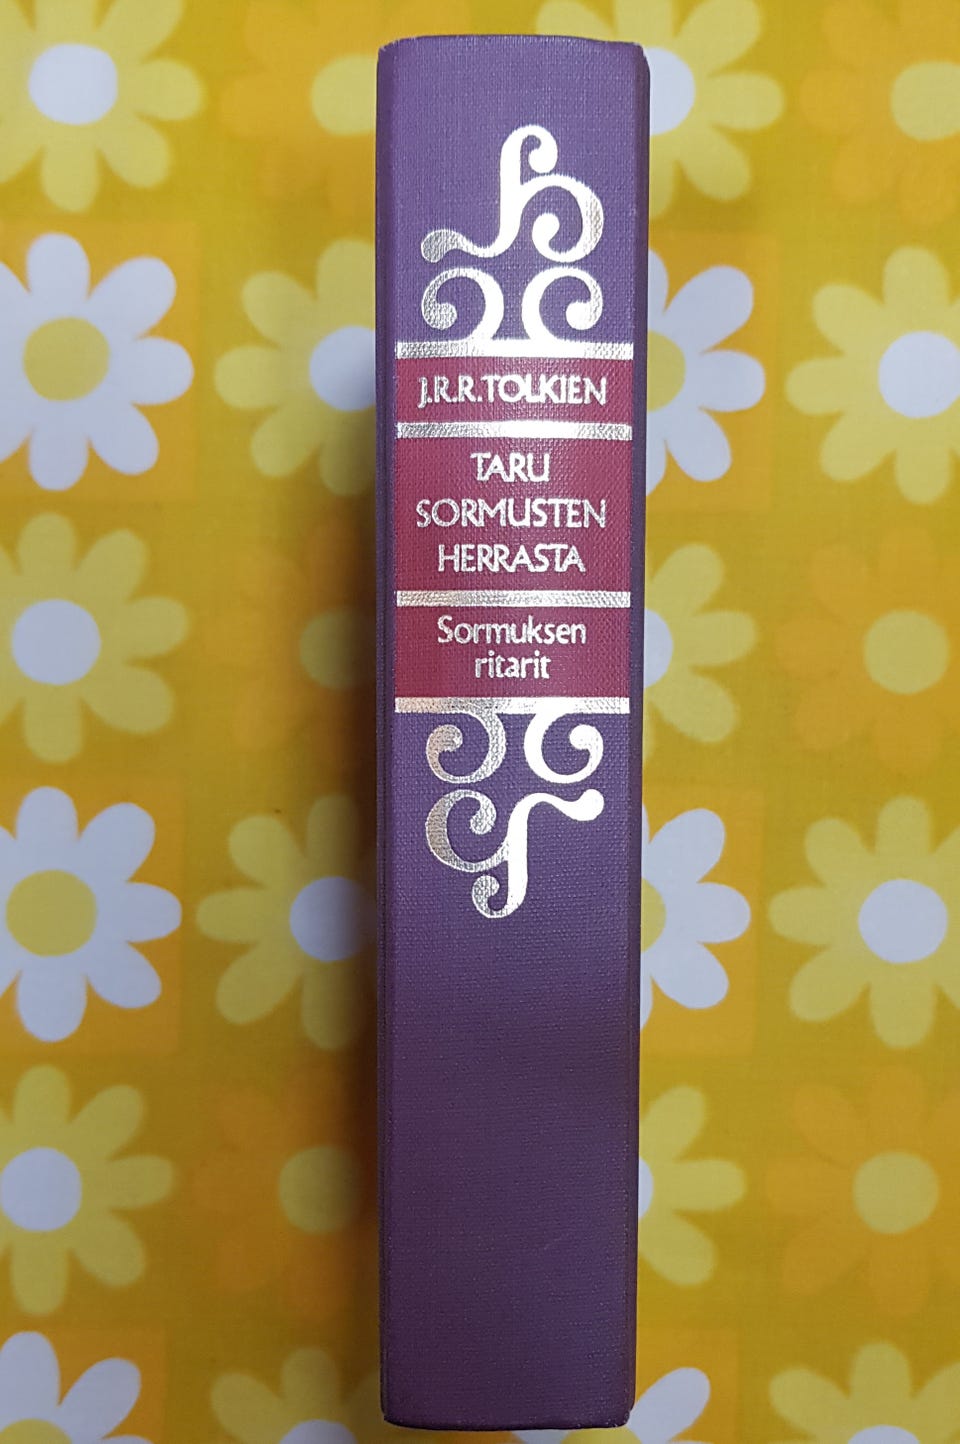 J.R.R. TOLKIEN
TARU
SORMUSTEN
HERRASTA
Sormuksen
ritarit